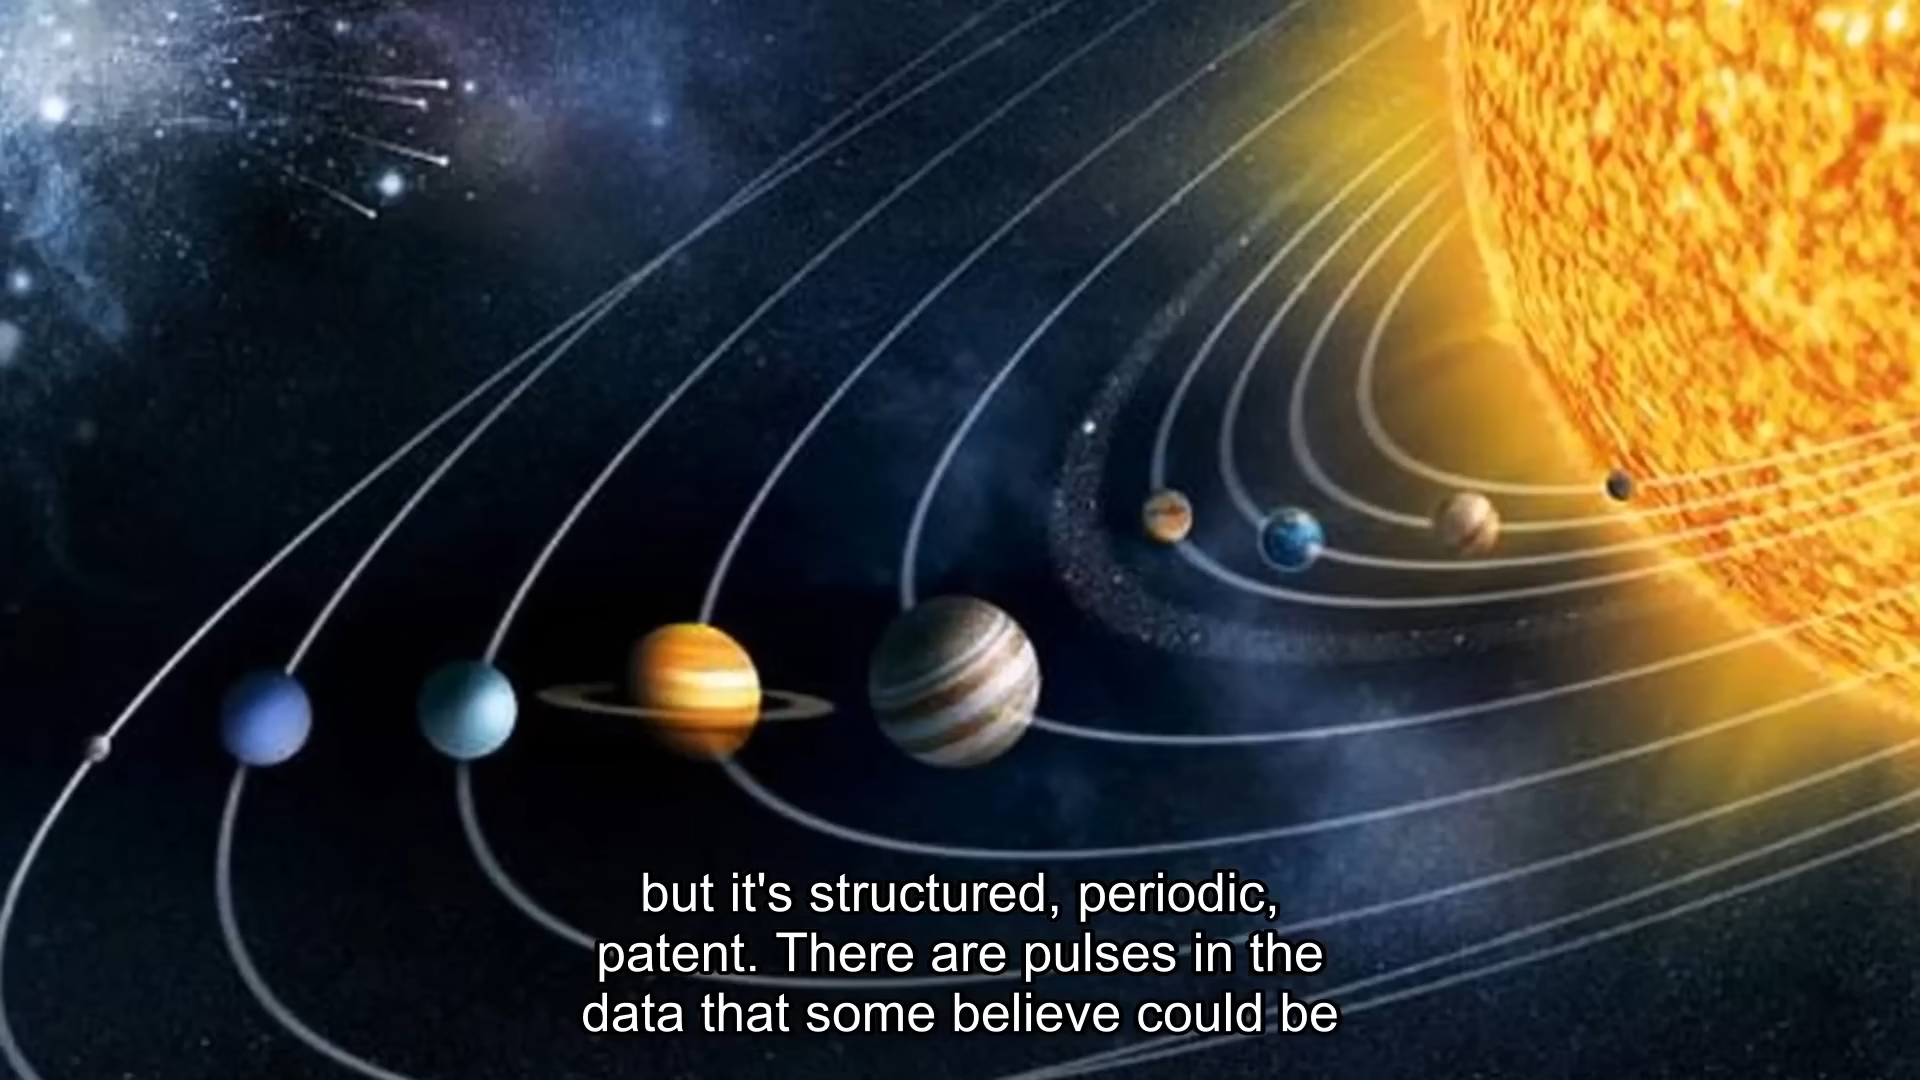 but it's structured, periodic,
patent. There are pulses in the
data that some believe could be